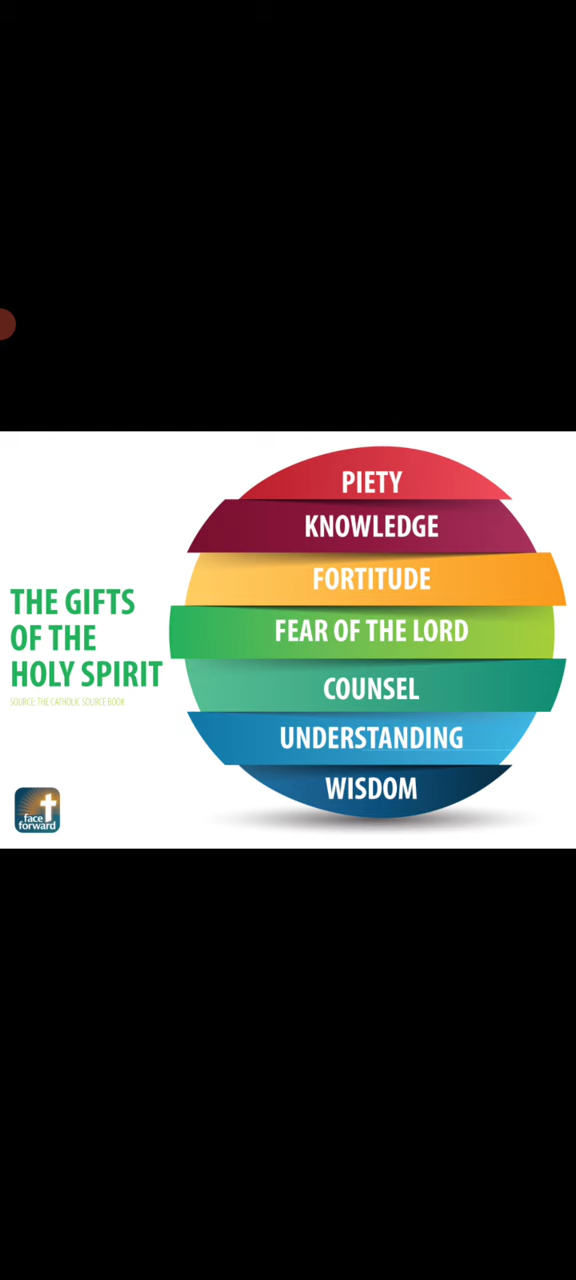 PIETY
KNOWLEDGE
FORTITUDE
FEAR OF THE LORD
COUNSEL
UNDERSTANDING
WISDOM
THE GIFTS
OF THE
HOLY SPIRIT
SOURCE: THE CATHOLIC SOURCE BOOK
face
forward